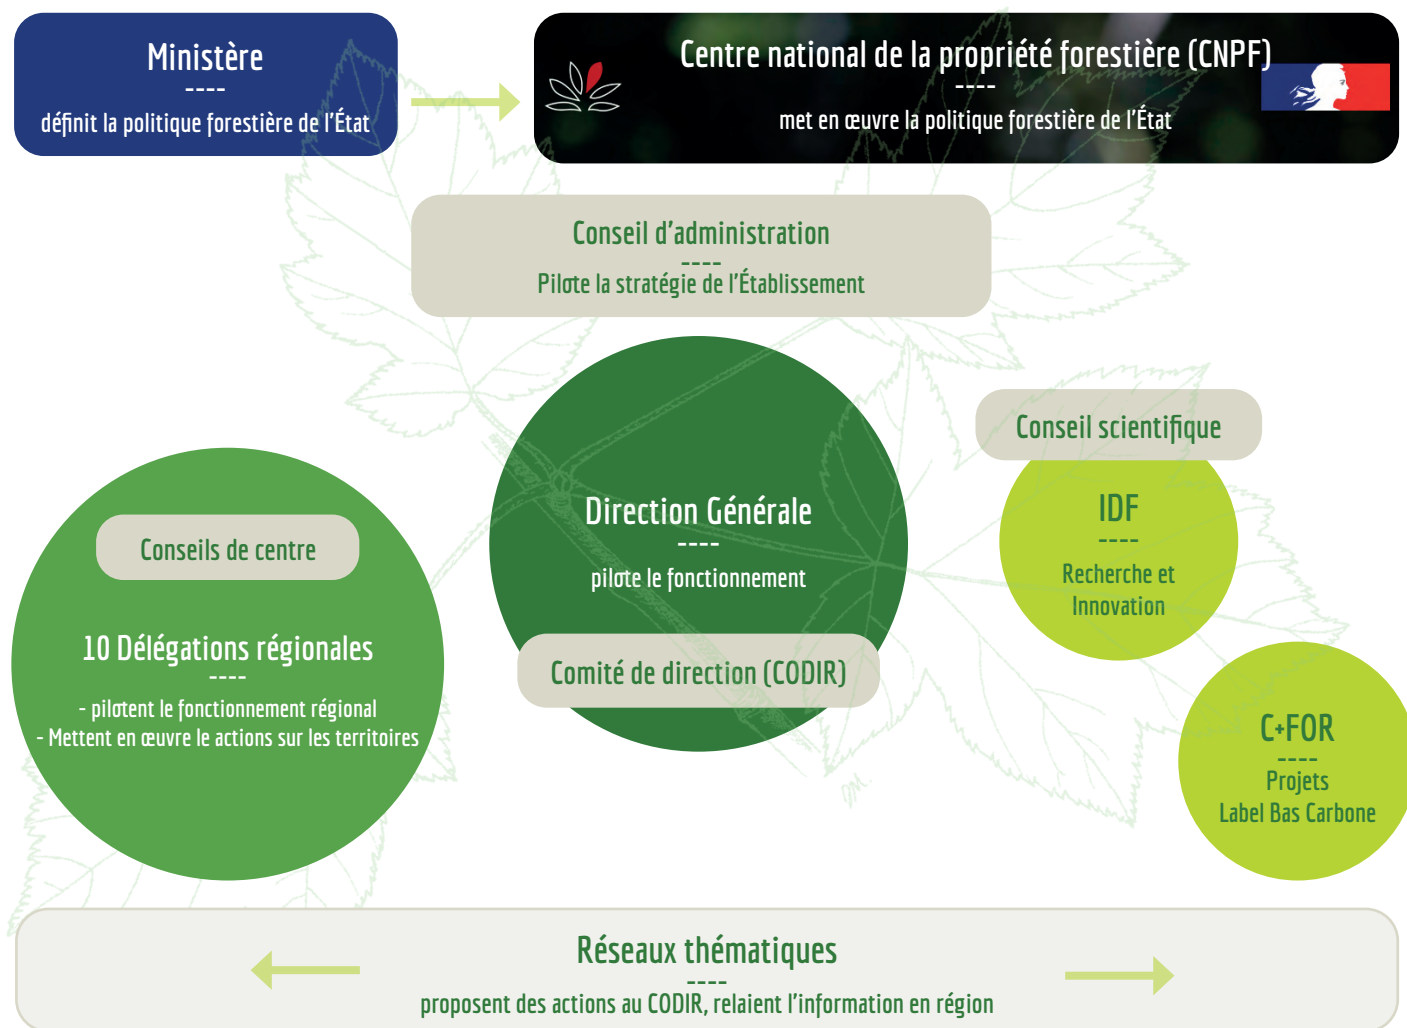 Ministère
----
définit la politique forestière de l'État
Centre national de la propriété forestière (CNPF)
----
met en œuvre la politique forestière de l'État
Conseil d'administration
----
Pilote la stratégie de l'Établissement
Conseils de centre
10 Délégations régionales
----
- pilotent le fonctionnement régional
- Mettent en œuvre le actions sur les territoires
Direction Générale
----
pilote le fonctionnement
Comité de direction (CODIR)
Conseil scientifique
IDF
----
Recherche et
Innovation
C+FOR
----
Projets
Label Bas Carbone
Réseaux thématiques
----
proposent des actions au CODIR, relaient l'information en région